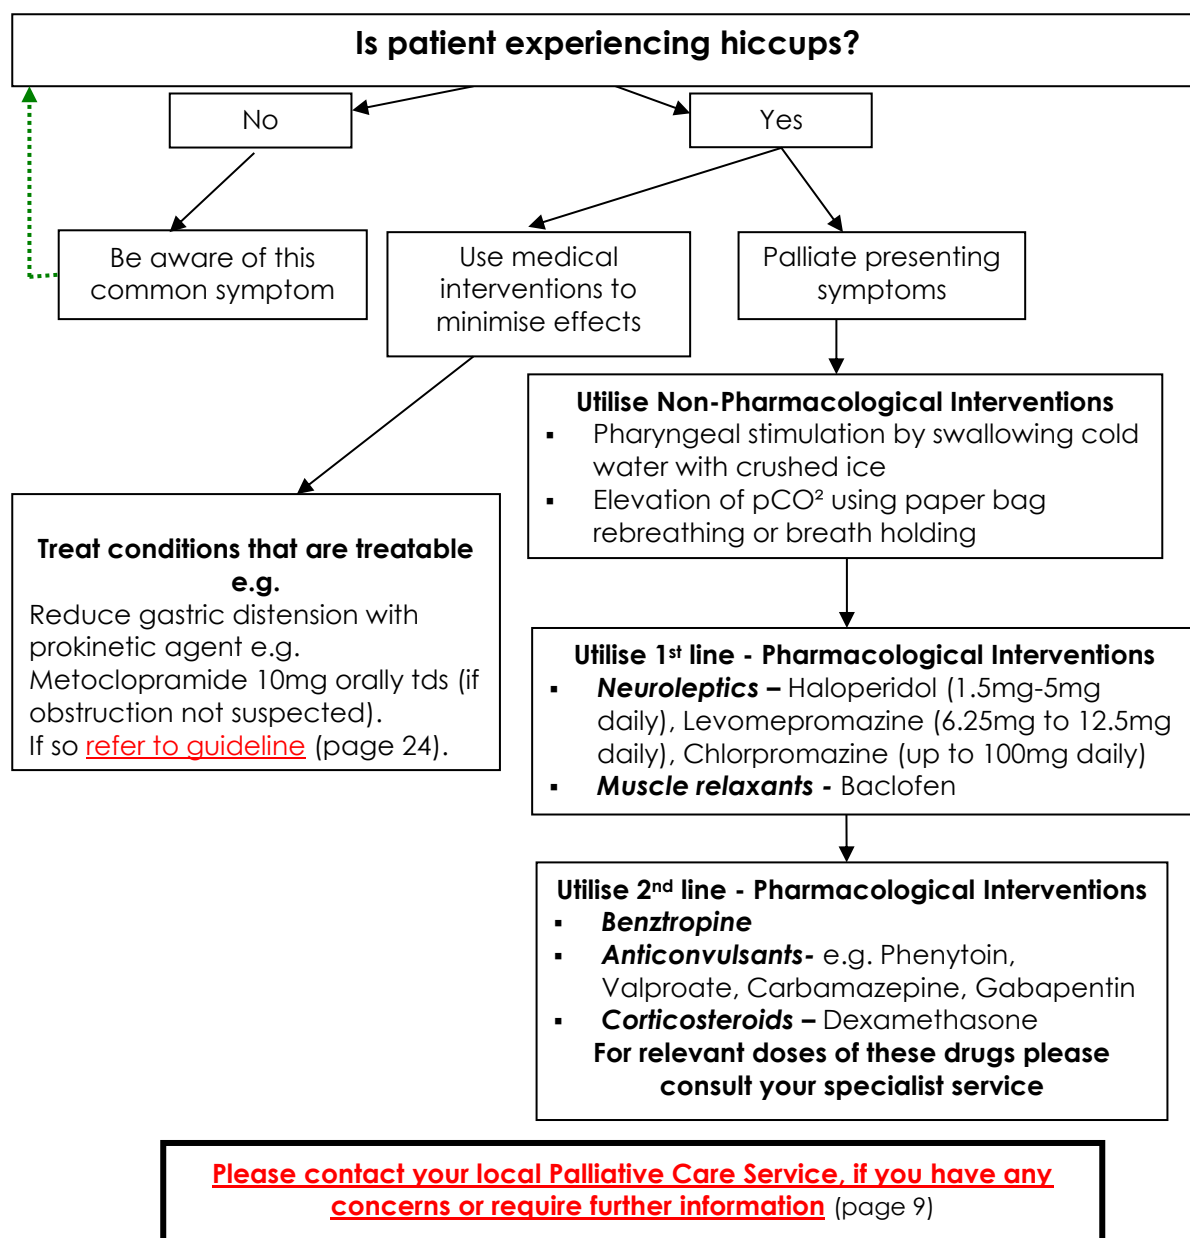 Is patient experiencing hiccups?
No
Yes
Be aware of this
common symptom
Use medical
interventions to
minimise effects
Palliate presenting
symptoms
Utilise Non-Pharmacological Interventions
▪ Pharyngeal stimulation by swallowing cold
water with crushed ice
▪ Elevation of pCO² using paper bag
rebreathing or breath holding
Treat conditions that are treatable
e.g.
Reduce gastric distension with
prokinetic agent e.g.
Metoclopramide 10mg orally tds (if
obstruction not suspected).
If so refer to guideline (page 24).
Utilise 1st line - Pharmacological Interventions
▪ Neuroleptics – Haloperidol (1.5mg-5mg
daily), Levomepromazine (6.25mg to 12.5mg
daily), Chlorpromazine (up to 100mg daily)
▪ Muscle relaxants - Baclofen
Utilise 2nd line - Pharmacological Interventions
▪ Benztropine
▪ Anticonvulsants- e.g. Phenytoin,
Valproate, Carbamazepine, Gabapentin
▪ Corticosteroids – Dexamethasone
For relevant doses of these drugs please
consult your specialist service
Please contact your local Palliative Care Service, if you have any
concerns or require further information (page 9)